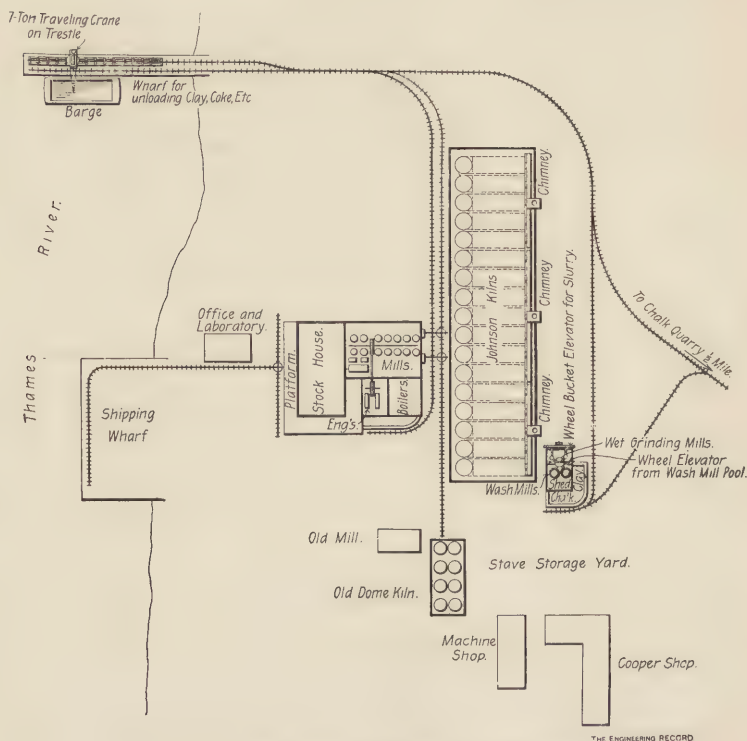 7-Ton Traveling Crane
on Trestle
Wharf for
unloading Clay, Coke, Etc
Barge
River.
Thames.
Office and
Laboratory.
Shipping
Wharf
Platform.
Stock House.
Mills.
Eng's.
Boilers.
Johnson Kilns
Chimney.
Chimney
Chimney.
Wheel Bucket Elevator for Slurry.
To Chalk Quarry ½ Mile.
Wet Grinding Mills.
Wheel Elevator
from Wash Mill Pool.
Wash Mills.
Shed
Clay.
Chalk.
Old Mill.
Old Dome Kiln.
Stave Storage Yard.
Machine
Shop.
Cooper Shop.
THE ENGINEERING RECORD